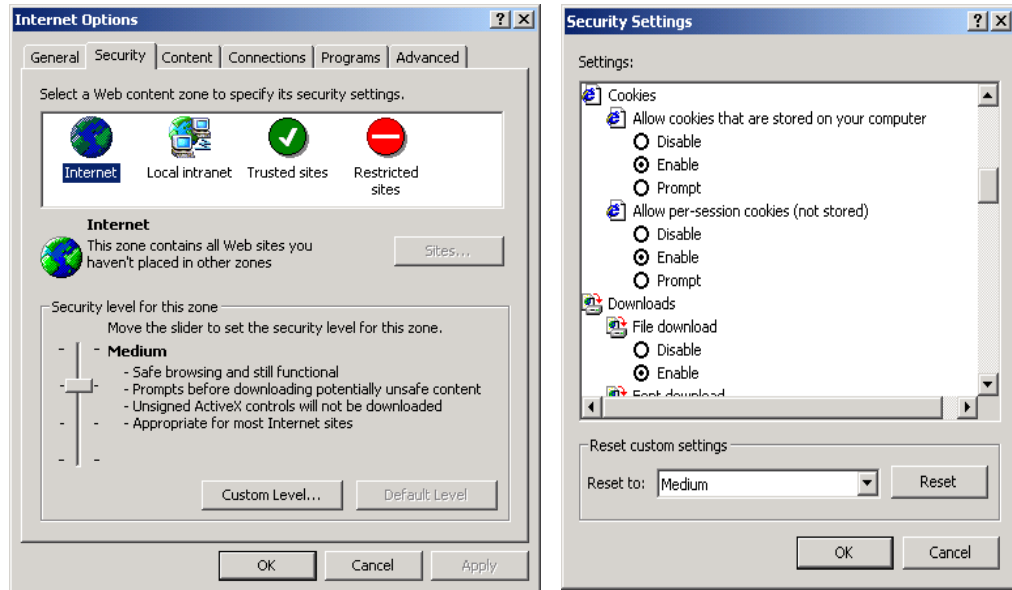 Internet Options
General Security Content Connections Programs Advanced
Select a Web content zone to specify its security settings.
Internet Local intranet Trusted sites Restricted
sites
Internet
This zone contains all Web sites you
haven't placed in other zones
Sites...
Security level for this zone
Move the slider to set the security level for this zone.
Medium
- Safe browsing and still functional
- Prompts before downloading potentially unsafe content
- Unsigned ActiveX controls will not be downloaded
- Appropriate for most Internet sites
Custom Level... Default Level
OK Cancel Apply
Security Settings
Settings:
Cookies
Allow cookies that are stored on your computer
Disable
Enable
Prompt
Allow per-session cookies (not stored)
Disable
Enable
Prompt
Downloads
File download
Disable
Enable
Font download
Reset custom settings
Reset to: Medium Reset
OK Cancel